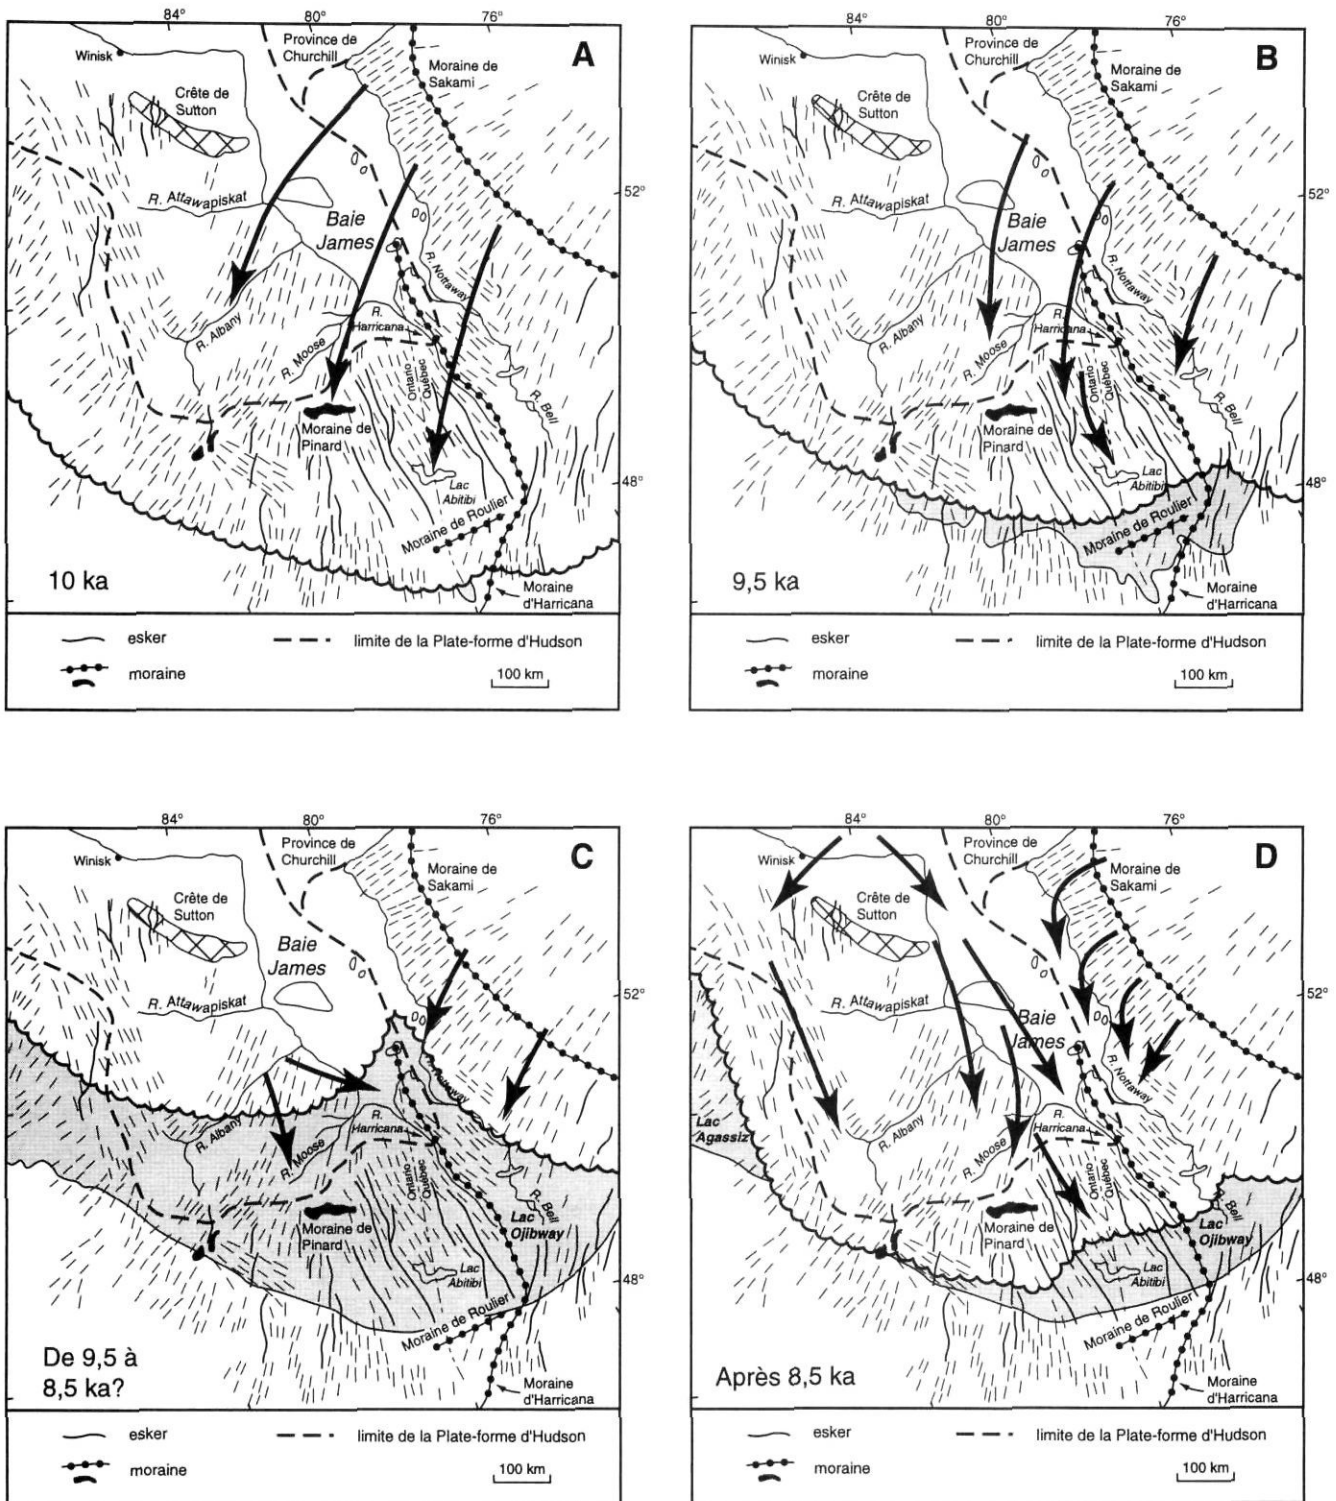 84°
80°
76°
A
Winisk
Province de
Churchill
Moraine de
Sakami
Crête de
Sutton
R. Attawapiskat
52°
Baie
James
R. Nottaway
R. Albany
R.
Harricana
R. Moose
Ontario
Québec
R. Bell
Moraine de
Pinard
Lac
Abitibi
48°
Moraine de Roulier
10 ka
Moraine
d'Harricana
esker
limite de la Plate-forme d'Hudson
moraine
100 km
84°
80°
76°
B
Winisk
Province de
Churchill
Moraine de
Sakami
Crête de
Sutton
R. Attawapiskat
52°
Baie
James
R. Nottaway
R. Albany
R.
Harricana
R. Moose
Ontario
Québec
R. Bell
Moraine de
Pinard
Lac
Abitibi
48°
Moraine de Roulier
9,5 ka
Moraine
d'Harricana
esker
limite de la Plate-forme d'Hudson
moraine
100 km
84°
80°
76°
C
Winisk
Province de
Churchill
Moraine de
Sakami
Crête de
Sutton
Baie
James
R. Attawapiskat
52°
Nottaway
R. Albany
R.
Harricana
R. Moose
Ontario
Québec
R. Bell
Lac
Ojibway
Moraine de
Pinard
Lac
Abitibi
48°
Moraine de Roulier
De 9,5 à
8,5 ka?
Moraine
d'Harricana
esker
limite de la Plate-forme d'Hudson
moraine
100 km
84°
80°
76°
D
Winisk
Province de
Churchill
Moraine de
Sakami
Crête de
Sutton
R. Attawapiskat
52°
Baie
James
R. Nottaway
Lac
Agassiz
R. Albany
R.
Harricana
R. Moose
Ontario
Québec
R. Bell
Lac
Ojibway
Moraine de
Pinard
Lac
Abitibi
48°
Moraine de Roulier
Après 8,5 ka
Moraine
d'Harricana
esker
limite de la Plate-forme d'Hudson
moraine
100 km